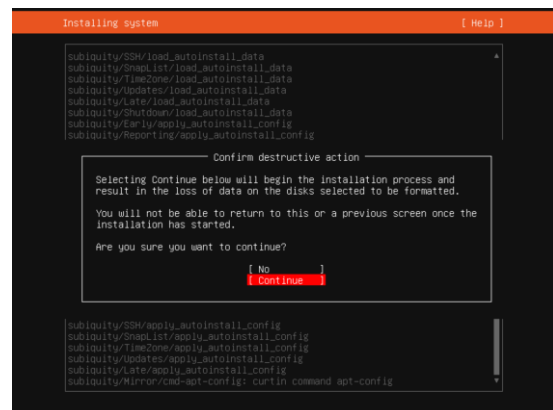 Installing system [ Help ]
subiquity/SSH/load_autoinstall_data
subiquity/SnapList/load_autoinstall_data
subiquity/TimeZone/load_autoinstall_data
subiquity/Updates/load_autoinstall_data
subiquity/Late/load_autoinstall_data
subiquity/Shutdown/load_autoinstall_data
subiquity/Early/apply_autoinstall_config
subiquity/Reporting/apply_autoinstall_config
Confirm destructive action
Selecting Continue below will begin the installation process and
result in the loss of data on the disks selected to be formatted.
You will not be able to return to this or a previous screen once the
installation has started.
Are you sure you want to continue?
[ No ]
[ Continue ]
subiquity/SSH/apply_autoinstall_config
subiquity/SnapList/apply_autoinstall_config
subiquity/TimeZone/apply_autoinstall_config
subiquity/Updates/apply_autoinstall_config
subiquity/Late/apply_autoinstall_config
subiquity/Mirror/cmd-apt-config: curtin command apt-config